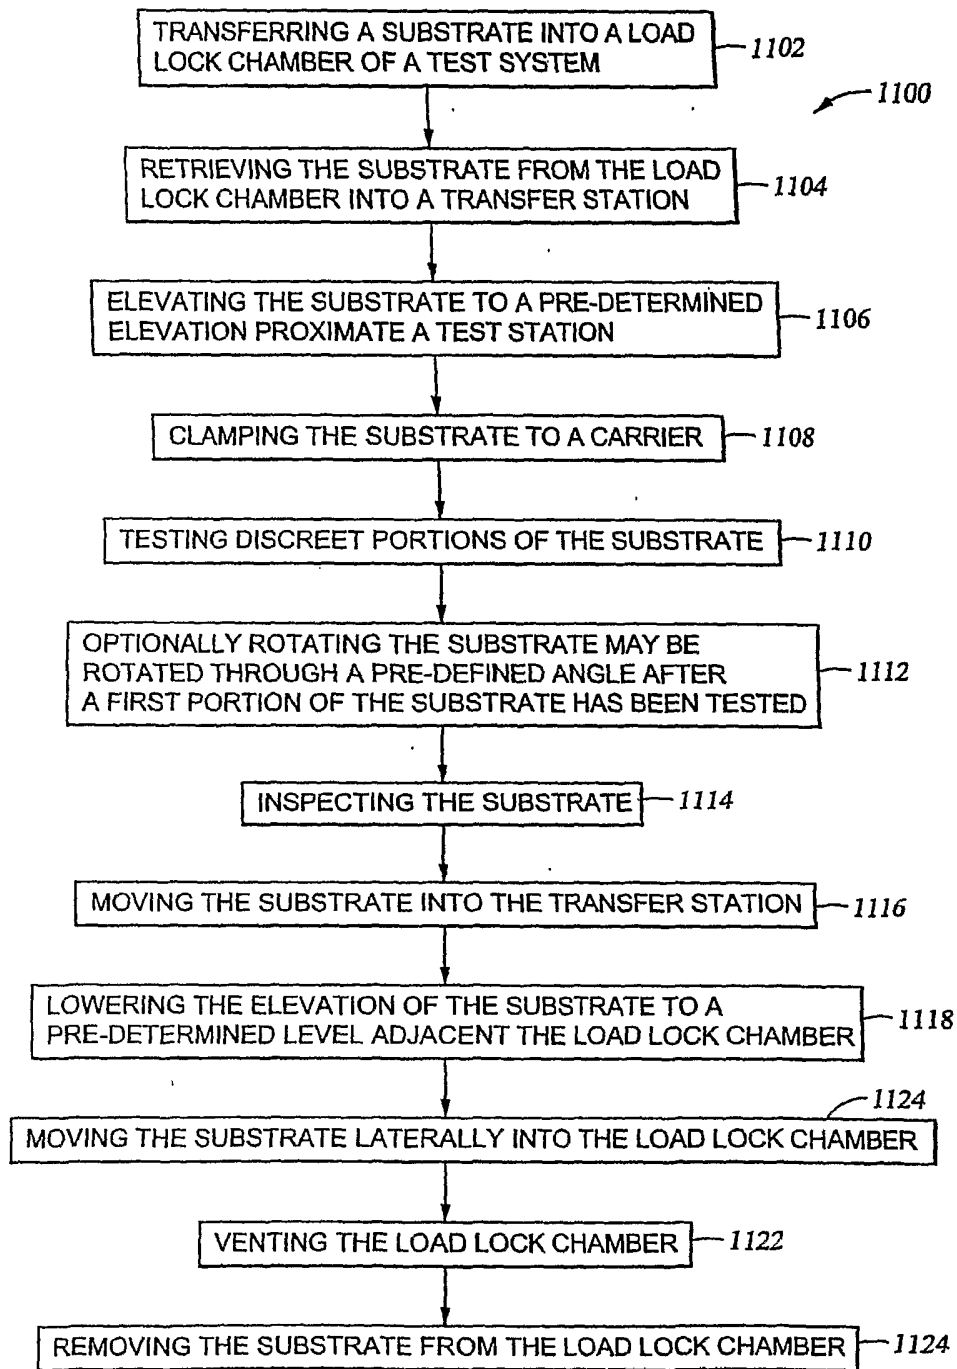 TRANSFERRING A SUBSTRATE INTO A LOAD
LOCK CHAMBER OF A TEST SYSTEM
1102
1100
RETRIEVING THE SUBSTRATE FROM THE LOAD
LOCK CHAMBER INTO A TRANSFER STATION
1104
ELEVATING THE SUBSTRATE TO A PRE-DETERMINED
ELEVATION PROXIMATE A TEST STATION
1106
CLAMPING THE SUBSTRATE TO A CARRIER
1108
TESTING DISCREET PORTIONS OF THE SUBSTRATE
1110
OPTIONALLY ROTATING THE SUBSTRATE MAY BE
ROTATED THROUGH A PRE-DEFINED ANGLE AFTER
A FIRST PORTION OF THE SUBSTRATE HAS BEEN TESTED
1112
INSPECTING THE SUBSTRATE
1114
MOVING THE SUBSTRATE INTO THE TRANSFER STATION
1116
LOWERING THE ELEVATION OF THE SUBSTRATE TO A
PRE-DETERMINED LEVEL ADJACENT THE LOAD LOCK CHAMBER
1118
1124
MOVING THE SUBSTRATE LATERALLY INTO THE LOAD LOCK CHAMBER
VENTING THE LOAD LOCK CHAMBER
1122
REMOVING THE SUBSTRATE FROM THE LOAD LOCK CHAMBER
1124